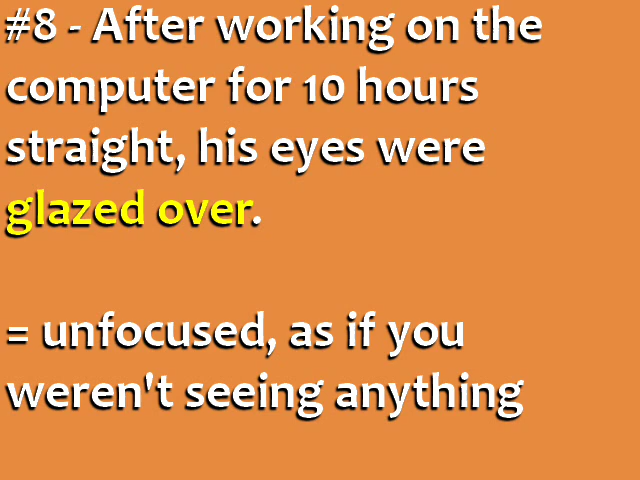 #8 - After working on the
computer for 10 hours
straight, his eyes were
glazed over.
= unfocused, as if you
weren't seeing anything